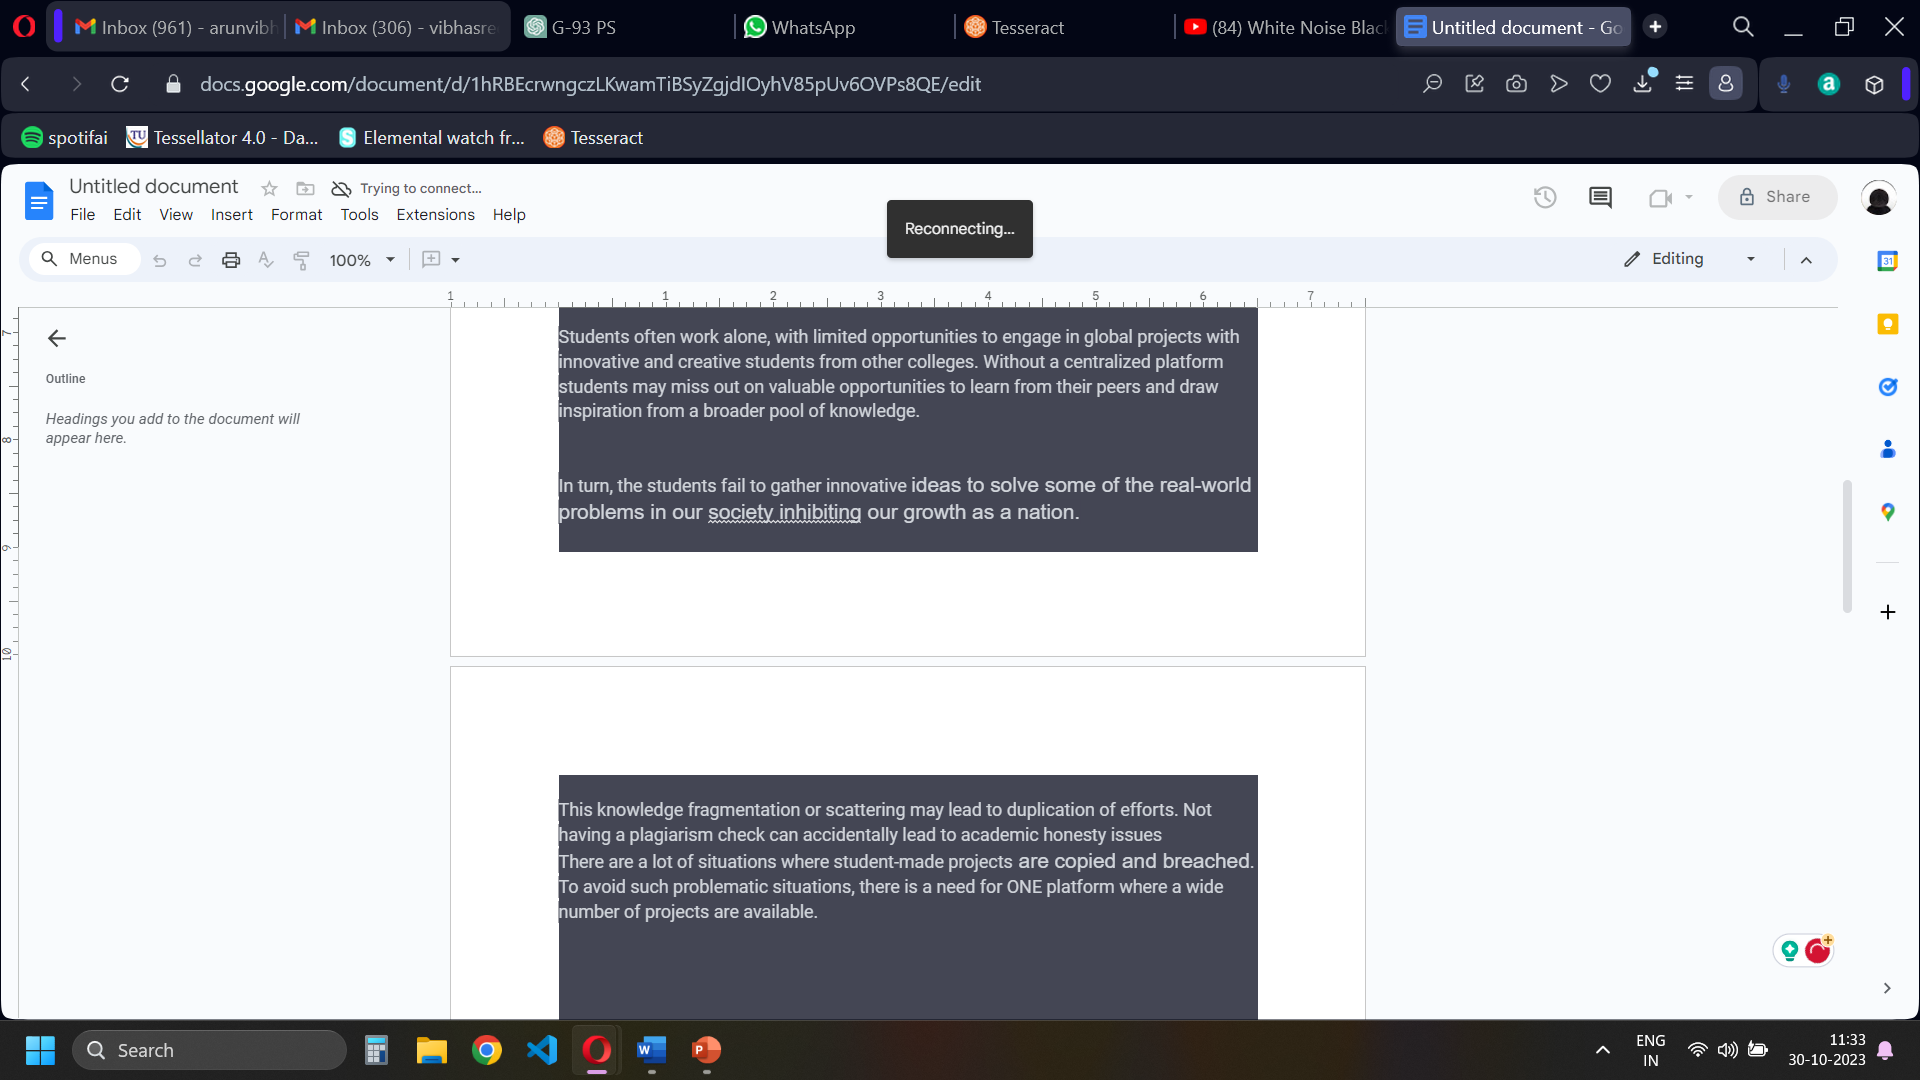 Inbox (961) - arunvibh
Inbox (306) - vibhasre
G-93 PS
WhatsApp
Tesseract
(84) White Noise Blac
Untitled document - Go
docs.google.com/document/d/1hRBEcrwngczLKwamTiBSyZgjdIOyhV85pUv6OVPs8QE/edit
spotifai
Tessellator 4.0 - Da...
Elemental watch fr...
Tesseract
Untitled document
Trying to connect...
File Edit View Insert Format Tools Extensions Help
Share
Reconnecting...
Menus
100%
Editing
1 1 2 3 4 5 6 7
7
8
9
10
31
Outline
Headings you add to the document will
appear here.
Students often work alone, with limited opportunities to engage in global projects with
innovative and creative students from other colleges. Without a centralized platform
students may miss out on valuable opportunities to learn from their peers and draw
inspiration from a broader pool of knowledge.
In turn, the students fail to gather innovative ideas to solve some of the real-world
problems in our society inhibiting our growth as a nation.
This knowledge fragmentation or scattering may lead to duplication of efforts. Not
having a plagiarism check can accidentally lead to academic honesty issues
There are a lot of situations where student-made projects are copied and breached.
To avoid such problematic situations, there is a need for ONE platform where a wide
number of projects are available.
Search
ENG
IN
11:33
30-10-2023